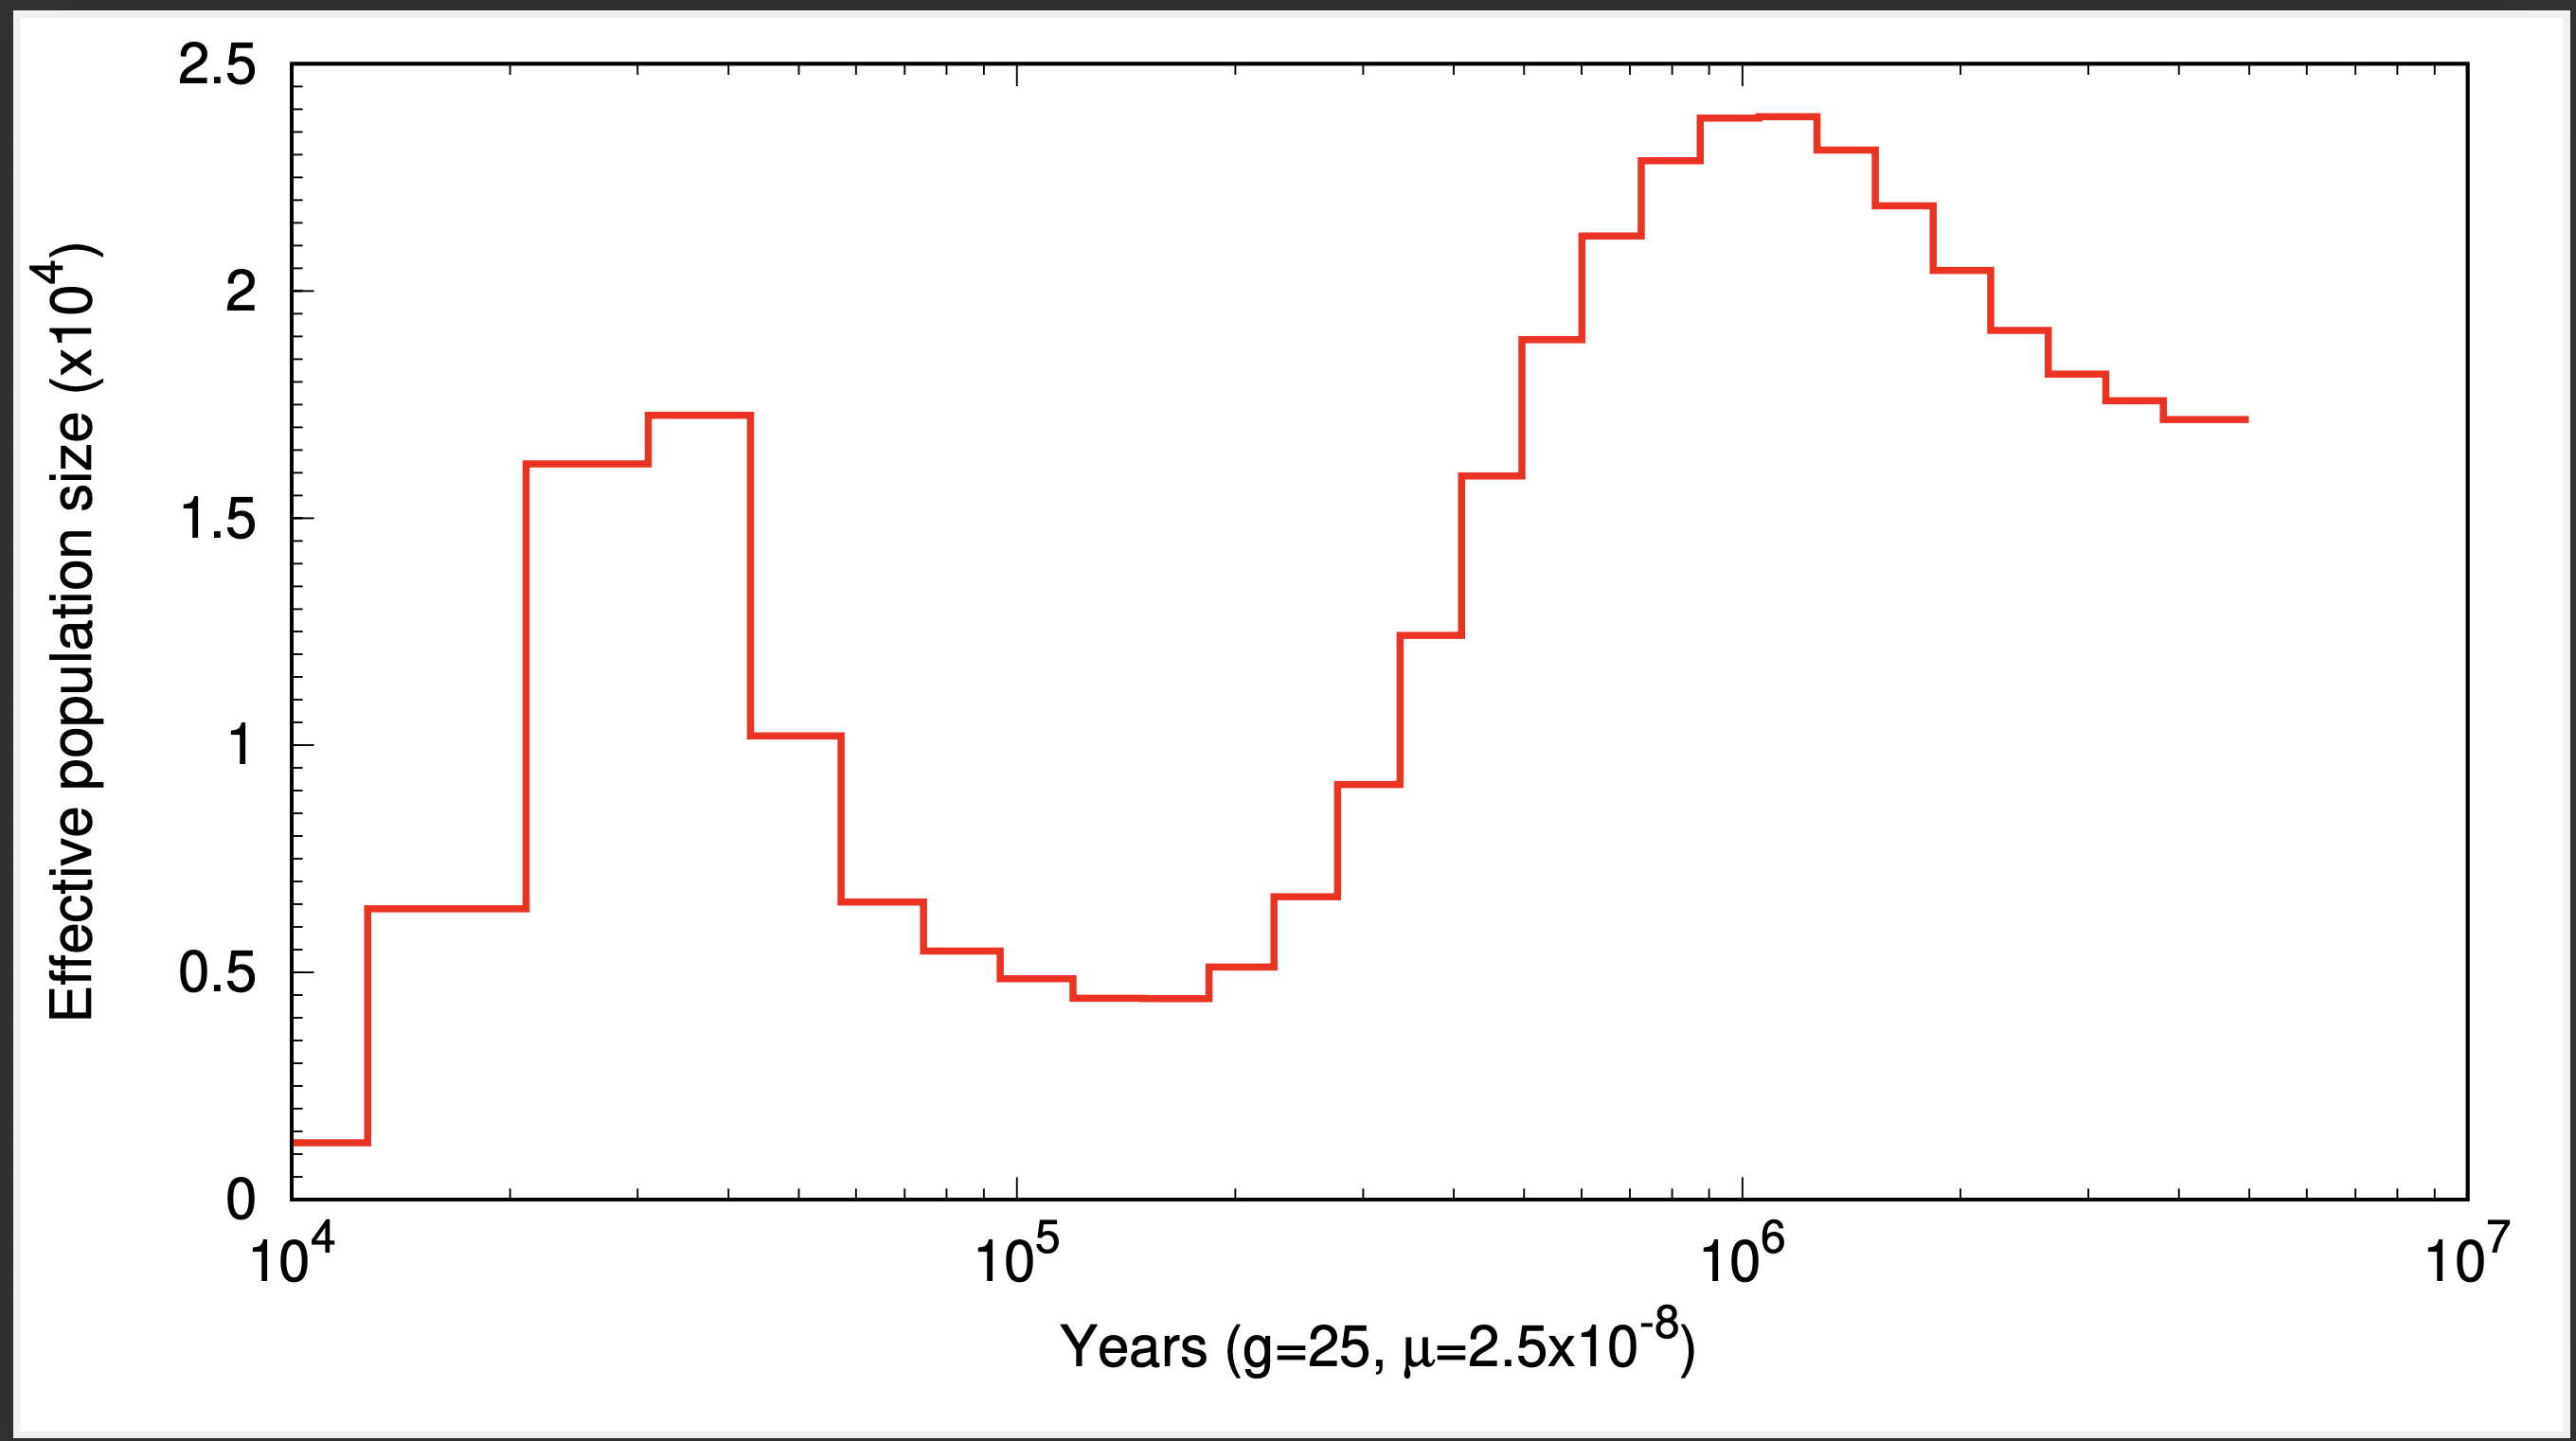 Effective population size (x10⁴)
2.5
2
1.5
1
0.5
0
10⁴ 10⁵ 10⁶ 10⁷
Years (g=25, μ=2.5x10⁻⁸)